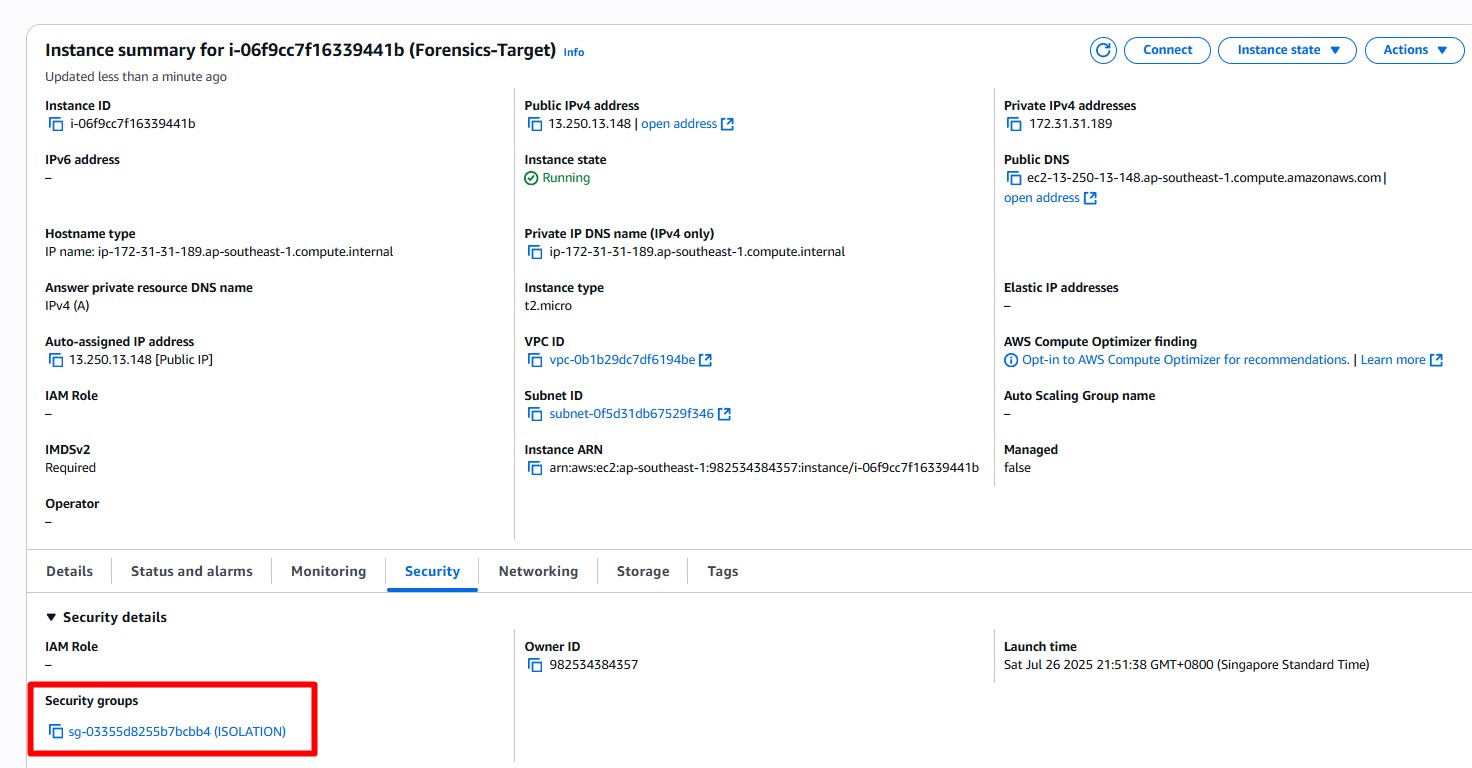 Instance summary for i-06f9cc7f16339441b (Forensics-Target) Info
Connect
Instance state
Actions
Updated less than a minute ago
Instance ID
i-06f9cc7f16339441b
Public IPv4 address
13.250.13.148 | open address
Private IPv4 addresses
172.31.31.189
IPv6 address
–
Instance state
Running
Public DNS
ec2-13-250-13-148.ap-southeast-1.compute.amazonaws.com |
open address
Hostname type
IP name: ip-172-31-31-189.ap-southeast-1.compute.internal
Private IP DNS name (IPv4 only)
ip-172-31-31-189.ap-southeast-1.compute.internal
Answer private resource DNS name
IPv4 (A)
Instance type
t2.micro
Elastic IP addresses
–
Auto-assigned IP address
13.250.13.148 [Public IP]
VPC ID
vpc-0b1b29dc7df6194be
AWS Compute Optimizer finding
Opt-in to AWS Compute Optimizer for recommendations. | Learn more
IAM Role
–
Subnet ID
subnet-0f5d31db67529f346
Auto Scaling Group name
–
IMDSv2
Required
Instance ARN
arn:aws:ec2:ap-southeast-1:982534384357:instance/i-06f9cc7f16339441b
Managed
false
Operator
–
Details
Status and alarms
Monitoring
Security
Networking
Storage
Tags
Security details
IAM Role
–
Owner ID
982534384357
Launch time
Sat Jul 26 2025 21:51:38 GMT+0800 (Singapore Standard Time)
Security groups
sg-03355d8255b7bcbb4 (ISOLATION)